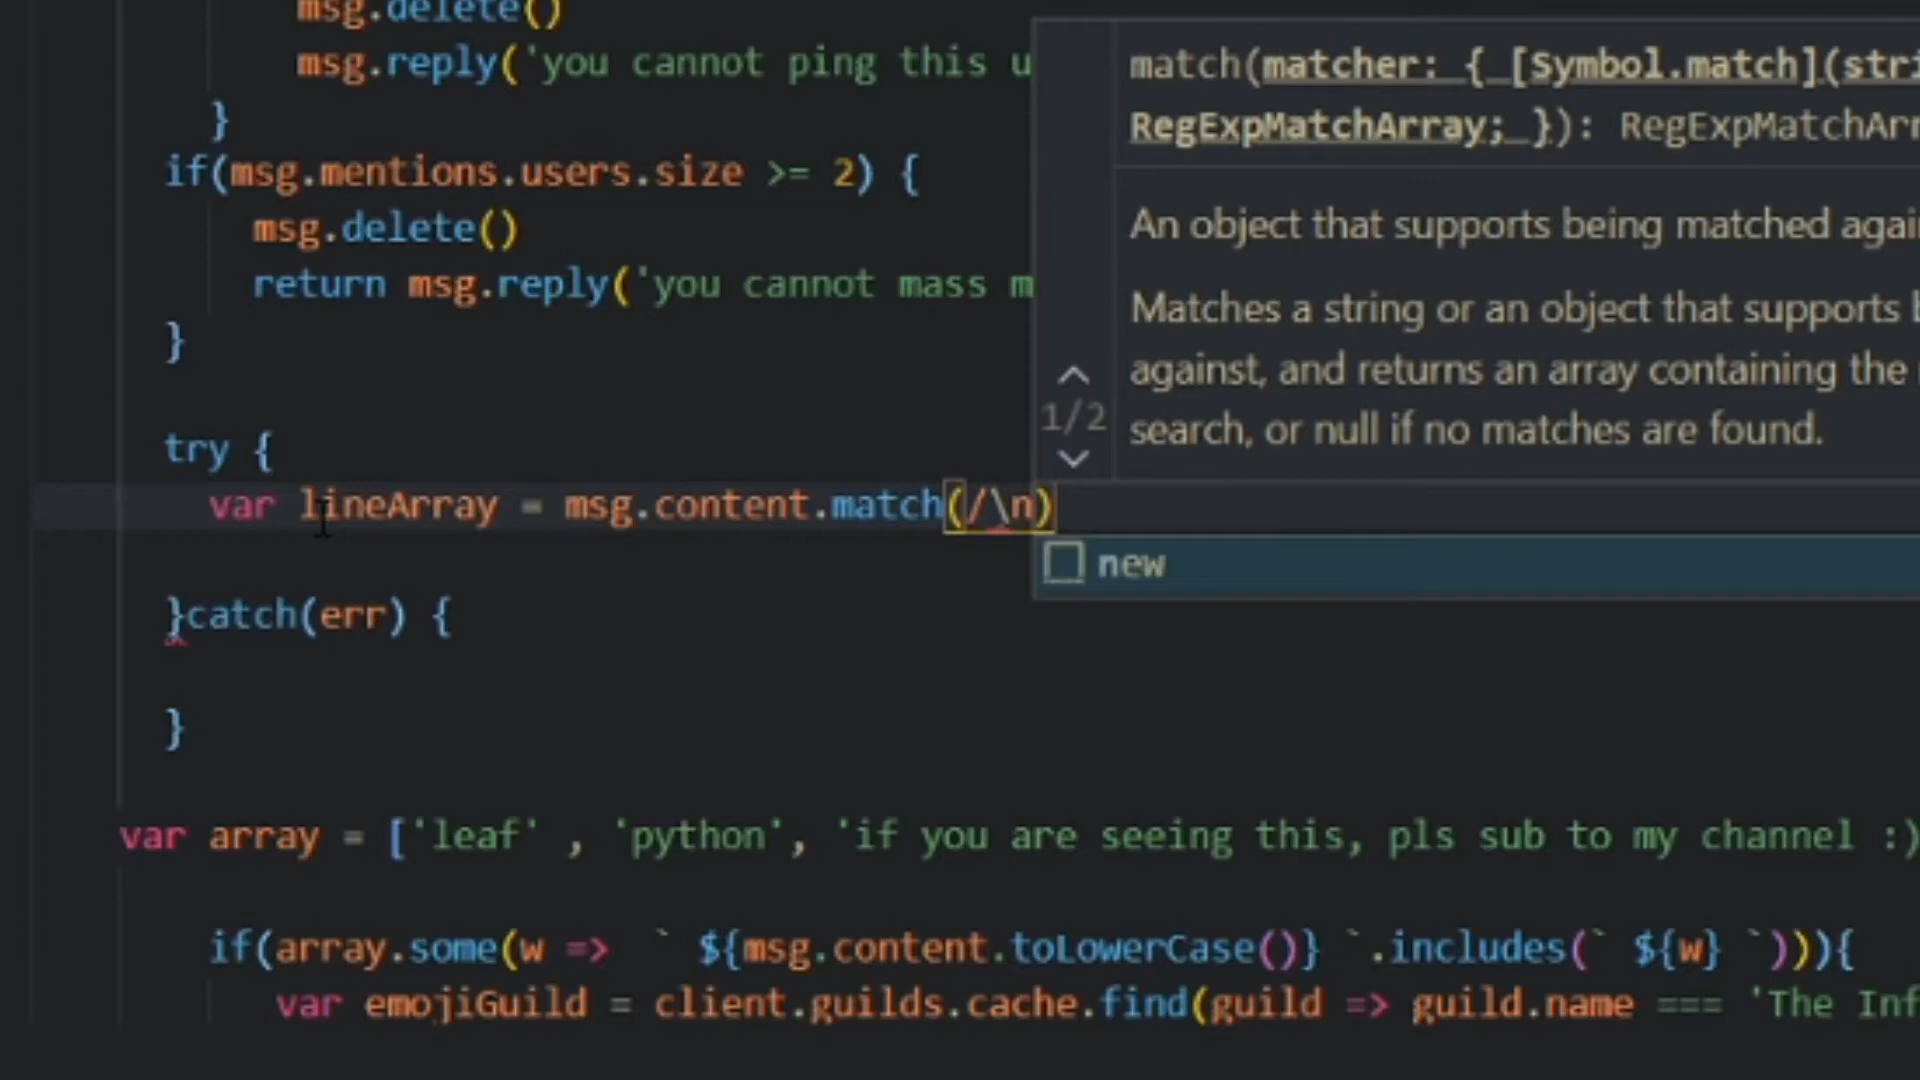 msg.delete()
msg.reply('you cannot ping this u
}
if(msg.mentions.users.size >= 2) {
msg.delete()
return msg.reply('you cannot mass m
}
try {
var lineArray = msg.content.match(/\n)
}catch(err) {
}
var array = ['leaf' , 'python', 'if you are seeing this, pls sub to my channel :)
if(array.some(w => ` ${msg.content.toLowerCase()} `.includes(` ${w} `))){
var emojiGuild = client.guilds.cache.find(guild => guild.name === 'The Inf
match(matcher: { [Symbol.match](stri
RegExpMatchArray; }): RegExpMatchArr
An object that supports being matched agai
Matches a string or an object that supports b
against, and returns an array containing the
search, or null if no matches are found.
1/2
new